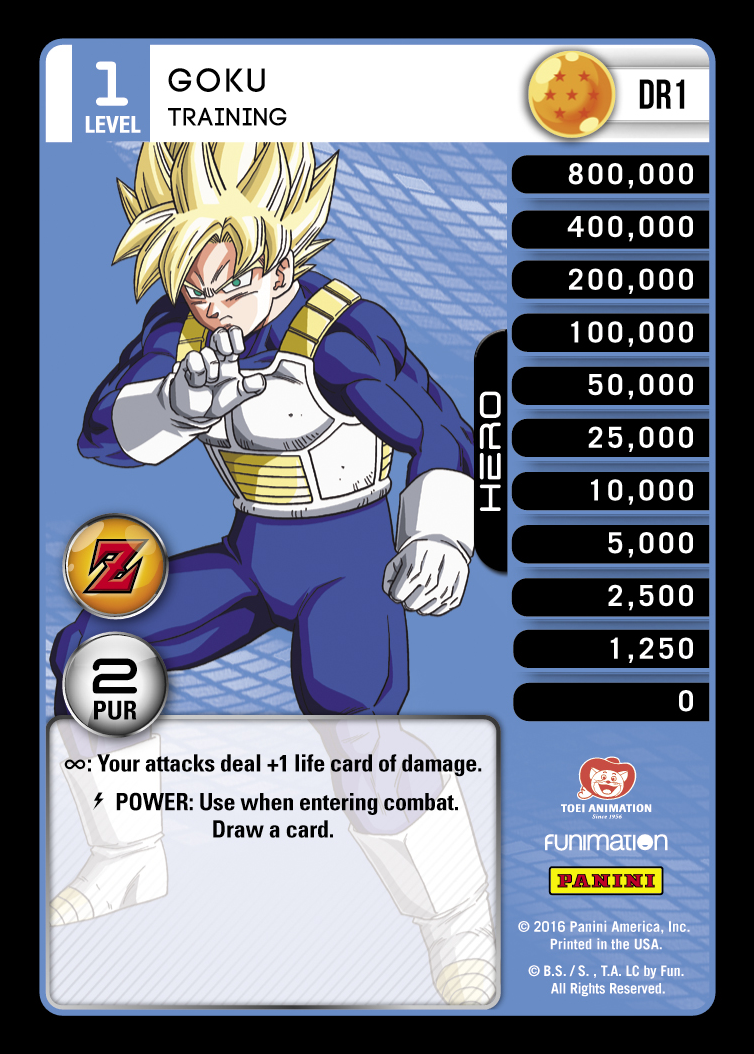 1
LEVEL
GOKU
TRAINING
DR1
800,000
400,000
200,000
100,000
50,000
25,000
10,000
5,000
2,500
1,250
0
HERO
Z
2
PUR
∞: Your attacks deal +1 life card of damage.
POWER: Use when entering combat.
Draw a card.
TOEI ANIMATION
Since 1956
FUNIMATION
PANINI
© 2016 Panini America, Inc.
Printed in the USA.
© B.S. / S. , T.A. LC by Fun.
All Rights Reserved.